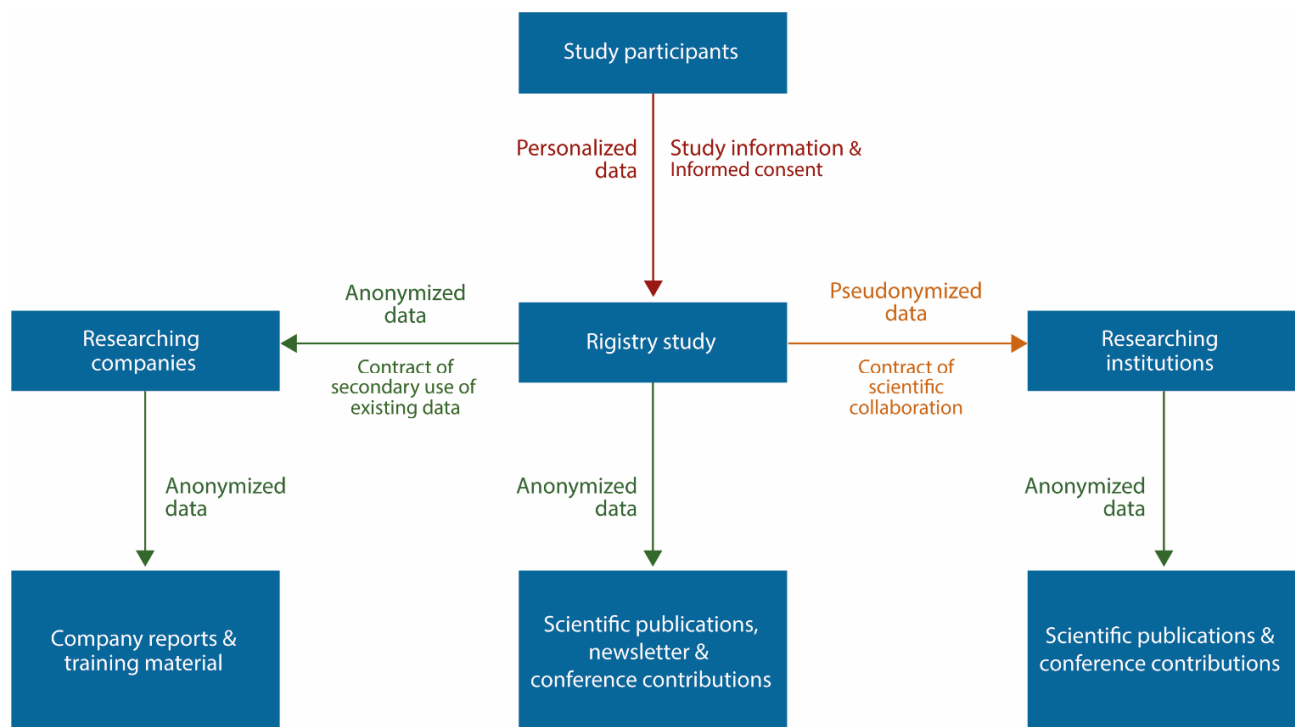 Study participants
Personalized
data
Study information &
Informed consent
Anonymized
data
Pseudonymized
data
Researching
companies
Rigistry study
Researching
institutions
Contract of
secondary use of
existing data
Contract of
scientific
collaboration
Anonymized
data
Anonymized
data
Anonymized
data
Company reports &
training material
Scientific publications,
newsletter &
conference contributions
Scientific publications &
conference contributions